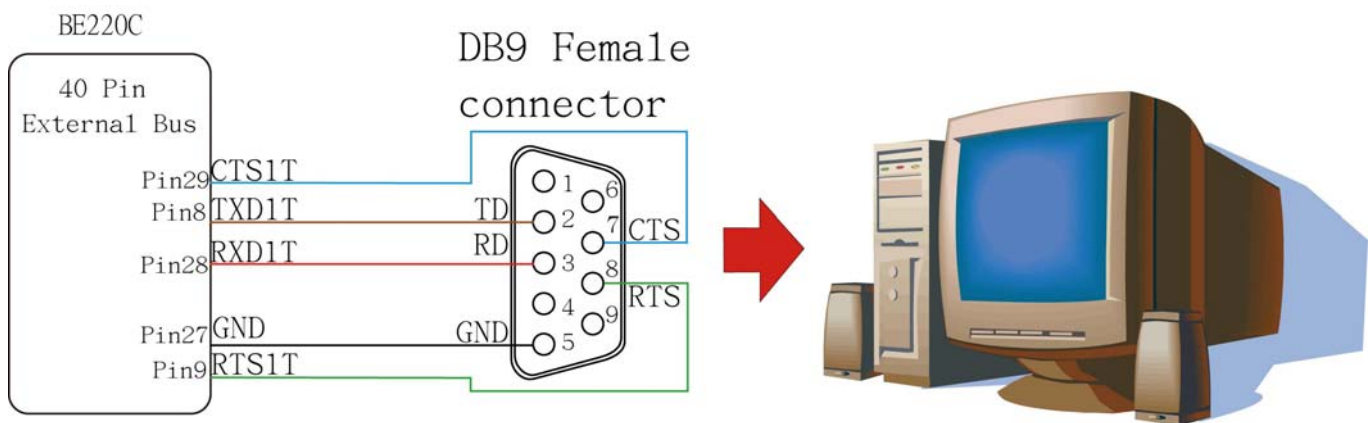 BE220C
40 Pin
External Bus
DB9 Female
connector
Pin29 CTS1T
Pin8 TXD1T TD
Pin28 RXD1T RD
Pin27 GND GND
Pin9 RTS1T
1
6
2
7 CTS
3
8 RTS
4
9
5